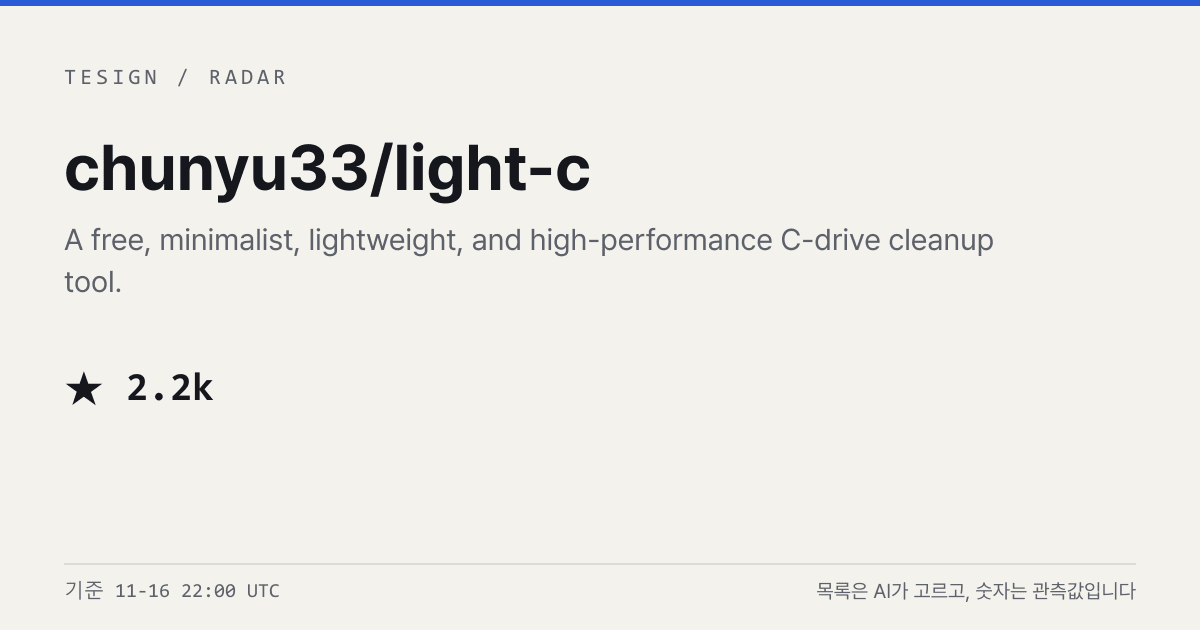 TESIGN / RADAR
chunyu33/light-c
A free, minimalist, lightweight, and high-performance C-drive cleanup
tool.
★ 2.2k
기준 11-16 22:00 UTC
목록은 AI가 고르고, 숫자는 관측값입니다